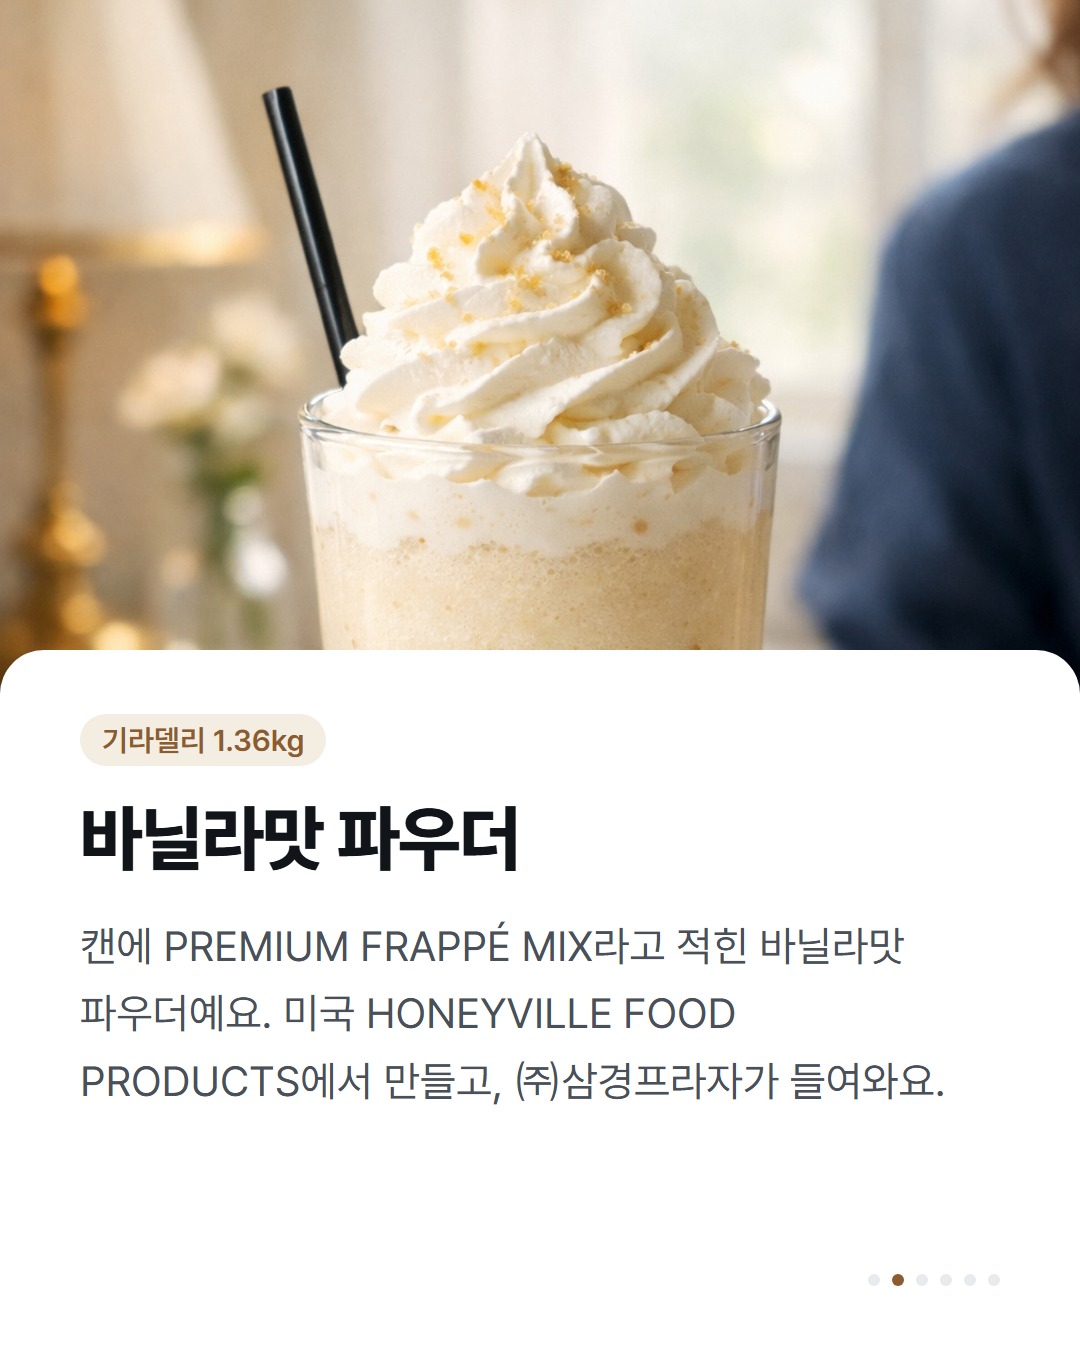 기라델리 1.36kg
바닐라맛 파우더
캔에 PREMIUM FRAPPÉ MIX라고 적힌 바닐라맛
파우더예요. 미국 HONEYVILLE FOOD
PRODUCTS에서 만들고, ㈜삼경프라자가 들여와요.